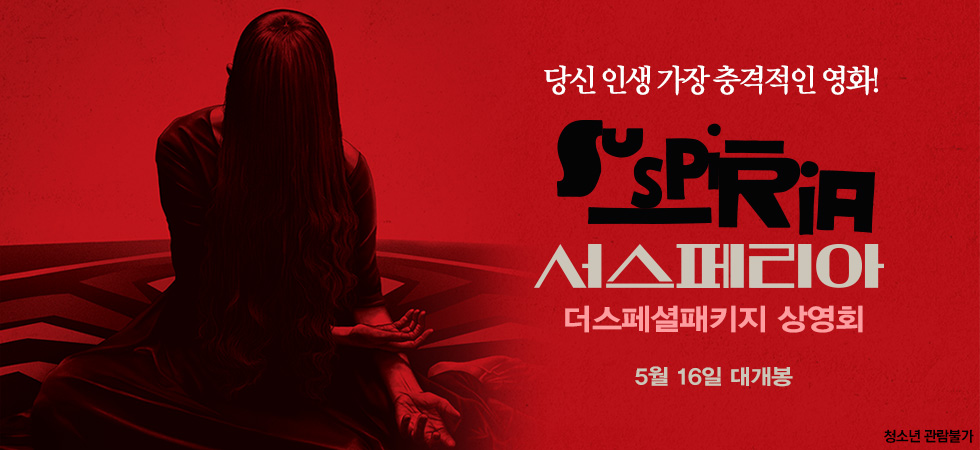 당신 인생 가장 충격적인 영화!
SUSPIRIA
서스페리아
더스페셜패키지 상영회
5월 16일 대개봉
청소년 관람불가